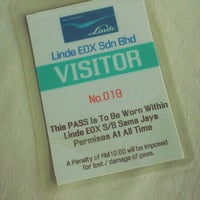 Linde
Linde EOX Sdn Bhd
VISITOR
No.019
This PASS Is To Be Worn Within
Linde EOX S/B Sama Jaya
Permises At All Time
A Penalty of RM10.00 will be imposed
for lost / damage of pass.